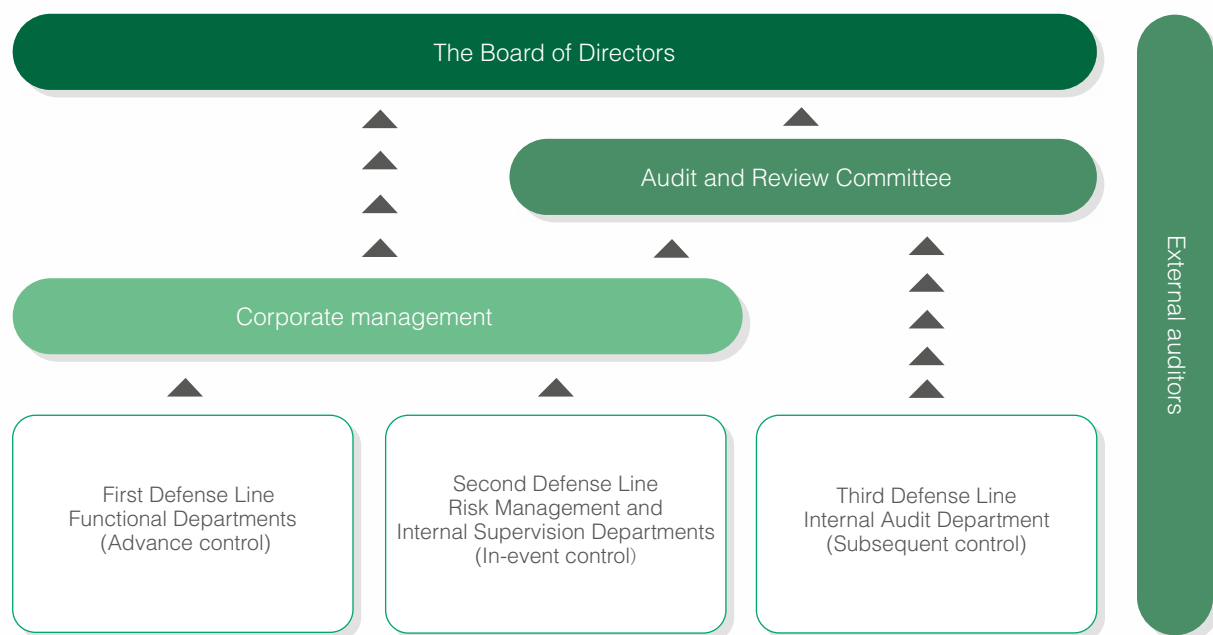 The Board of Directors
Audit and Review Committee
Corporate management
First Defense Line
Functional Departments
(Advance control)
Second Defense Line
Risk Management and
Internal Supervision Departments
(In-event control)
Third Defense Line
Internal Audit Department
(Subsequent control)
External auditors